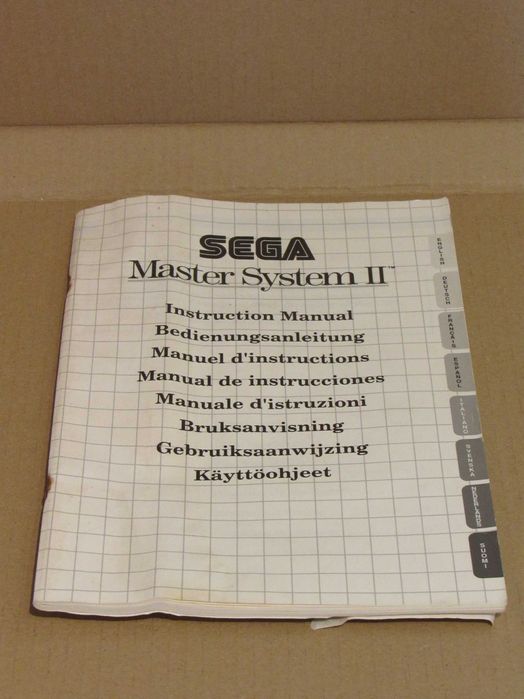 SEGA
Master System II™
Instruction Manual
Bedienungsanleitung
Manuel d'instructions
Manual de instrucciones
Manuale d'istruzioni
Bruksanvisning
Gebruiksaanwijzing
Käyttöohjeet
ENGLISH
DEUTSCH
FRANÇAIS
ESPAÑOL
ITALIANO
SVENSKA
NEDERLANDS
SUOMI